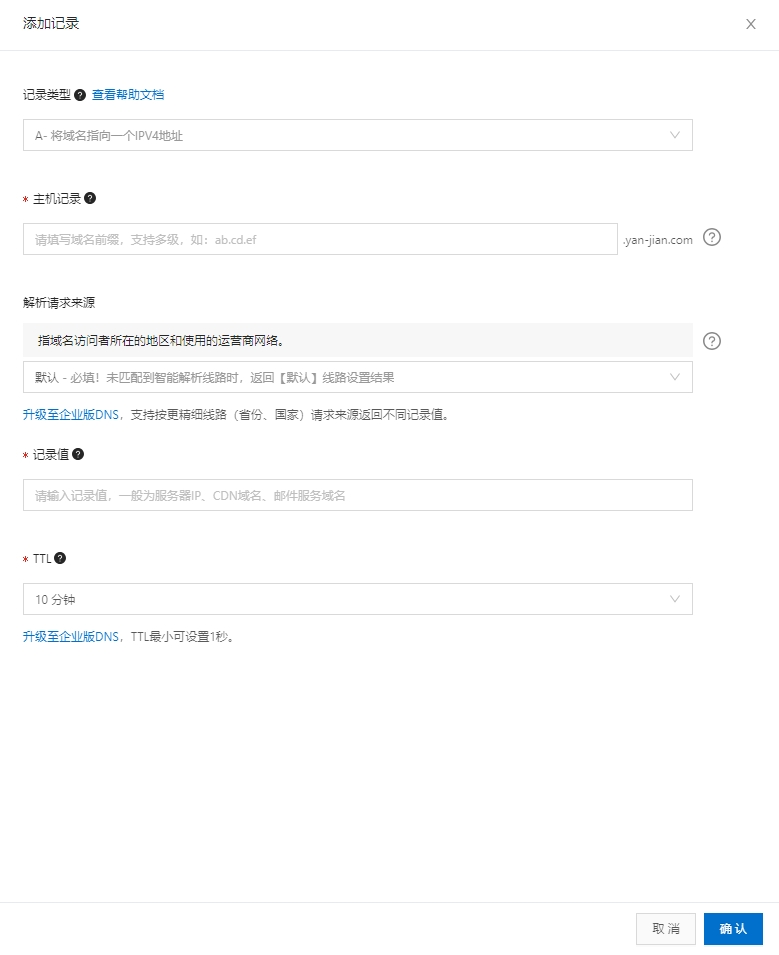 添加记录
记录类型 查看帮助文档
A- 将域名指向一个IPV4地址
* 主机记录
请填写域名前缀，支持多级，如：ab.cd.ef
.yan-jian.com
解析请求来源
指域名访问者所在的地区和使用的运营商网络。
默认 - 必填！未匹配到智能解析线路时，返回【默认】线路设置结果
升级至企业版DNS，支持按更精细线路（省份、国家）请求来源返回不同记录值。
* 记录值
请输入记录值，一般为服务器IP、CDN域名、邮件服务域名
* TTL
10 分钟
升级至企业版DNS，TTL最小可设置1秒。
取消 确认